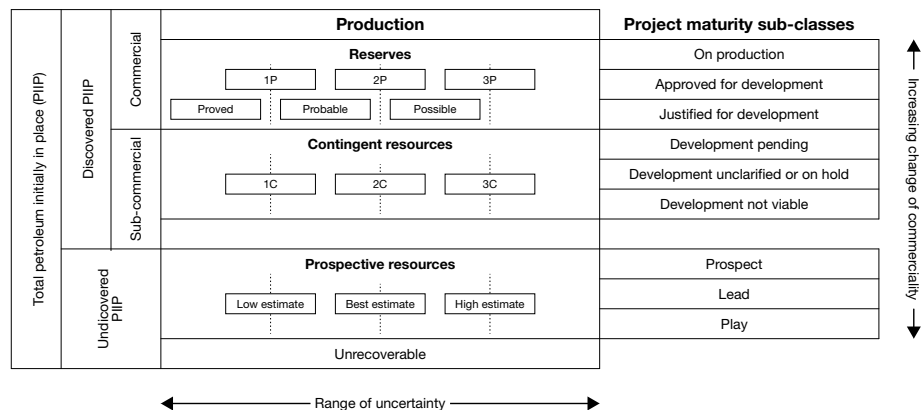 Total petroleum initially in place (PIIP)
Discovered PIIP
Undicovered
PIIP
Commercial
Sub-commercial
Production
Project maturity sub-classes
Reserves
1P
2P
3P
Proved
Probable
Possible
On production
Approved for development
Justified for development
Contingent resources
1C
2C
3C
Development pending
Development unclarified or on hold
Development not viable
Prospective resources
Low estimate
Best estimate
High estimate
Prospect
Lead
Play
Unrecoverable
Increasing change of commerciality
Range of uncertainty